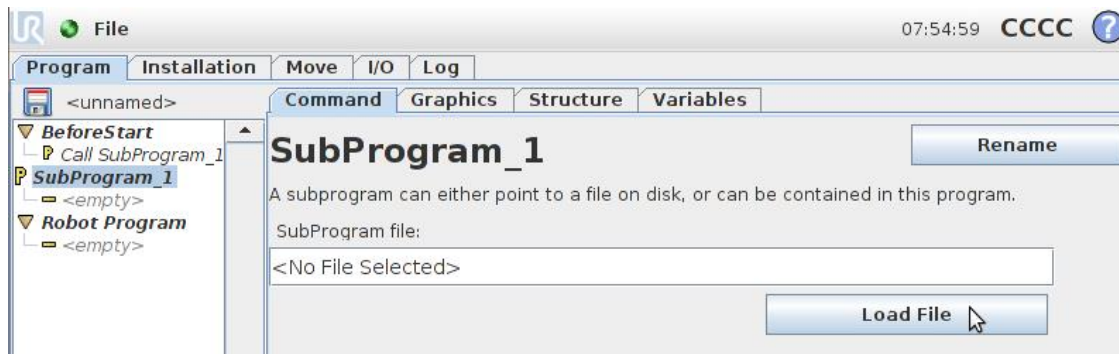 UR File 07:54:59 CCCC ?
Program Installation Move I/O Log
<unnamed> Command Graphics Structure Variables
BeforeStart
P Call SubProgram_1
P SubProgram_1
<empty>
Robot Program
<empty>
SubProgram_1
Rename
A subprogram can either point to a file on disk, or can be contained in this program.
SubProgram file:
<No File Selected>
Load File